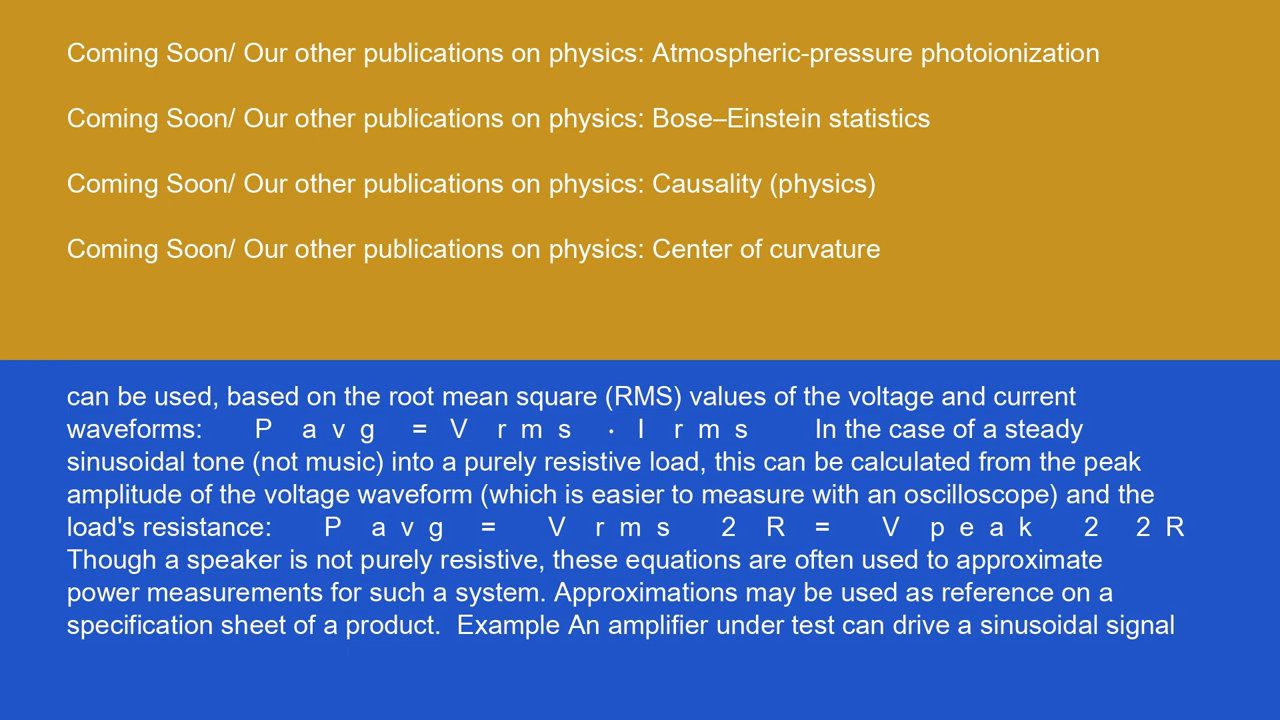 Coming Soon/ Our other publications on physics: Atmospheric-pressure photoionization
Coming Soon/ Our other publications on physics: Bose–Einstein statistics
Coming Soon/ Our other publications on physics: Causality (physics)
Coming Soon/ Our other publications on physics: Center of curvature
can be used, based on the root mean square (RMS) values of the voltage and current
waveforms: P a v g = V r m s ⋅ I r m s In the case of a steady
sinusoidal tone (not music) into a purely resistive load, this can be calculated from the peak
amplitude of the voltage waveform (which is easier to measure with an oscilloscope) and the
load's resistance: P a v g = V r m s 2 R = V p e a k 2 2 R
Though a speaker is not purely resistive, these equations are often used to approximate
power measurements for such a system. Approximations may be used as reference on a
specification sheet of a product. Example An amplifier under test can drive a sinusoidal signal